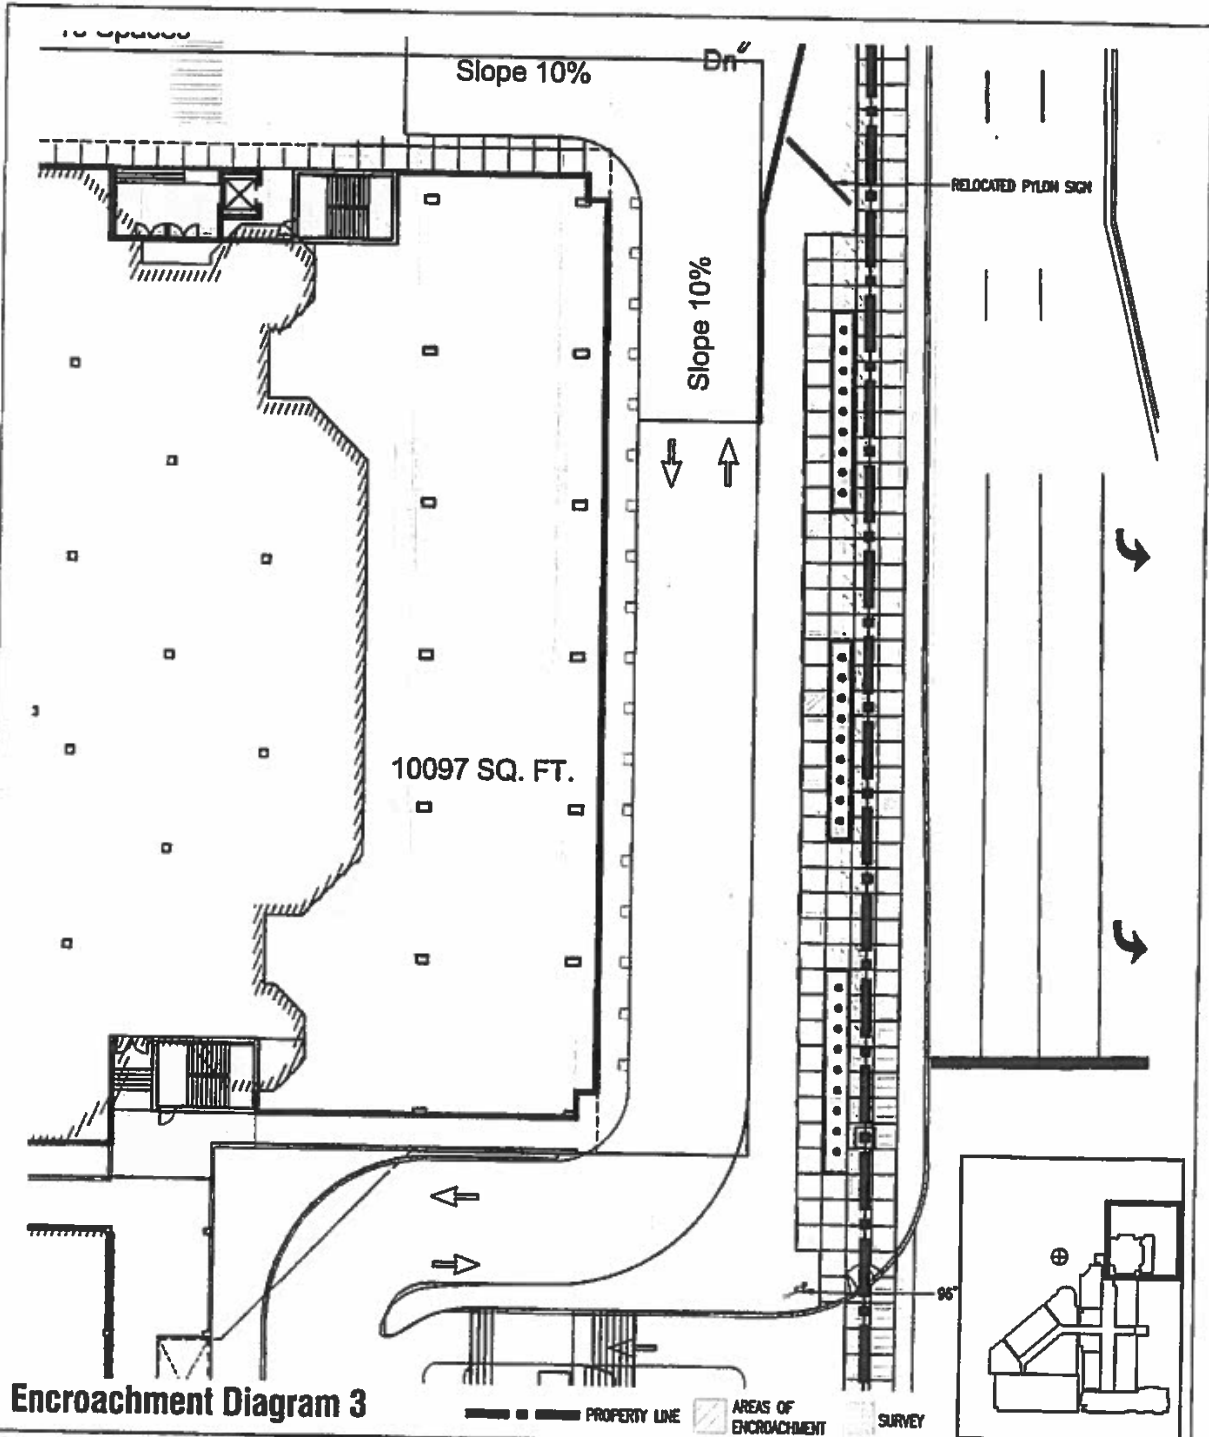 Slope 10%
Dn
RELOCATED PYLON SIGN
Slope 10%
3
10097 SQ. FT.
96"
Encroachment Diagram 3
PROPERTY LINE
AREAS OF
ENCROACHMENT
SURVEY